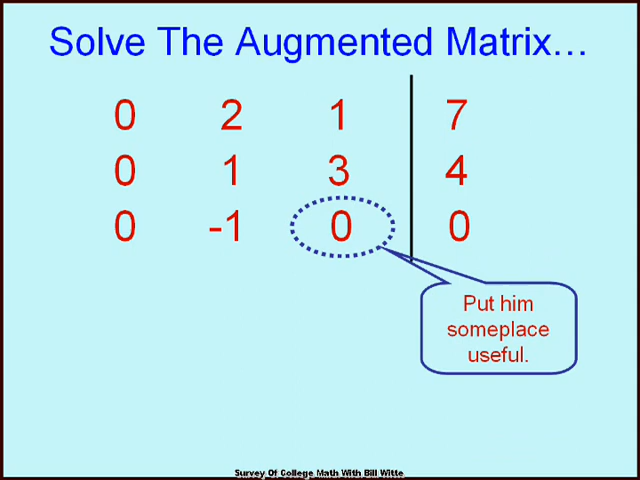 Solve The Augmented Matrix…
0 2 1 7
0 1 3 4
0 -1 0 0
Put him
someplace
useful.
Survey Of College Math With Bill Witte